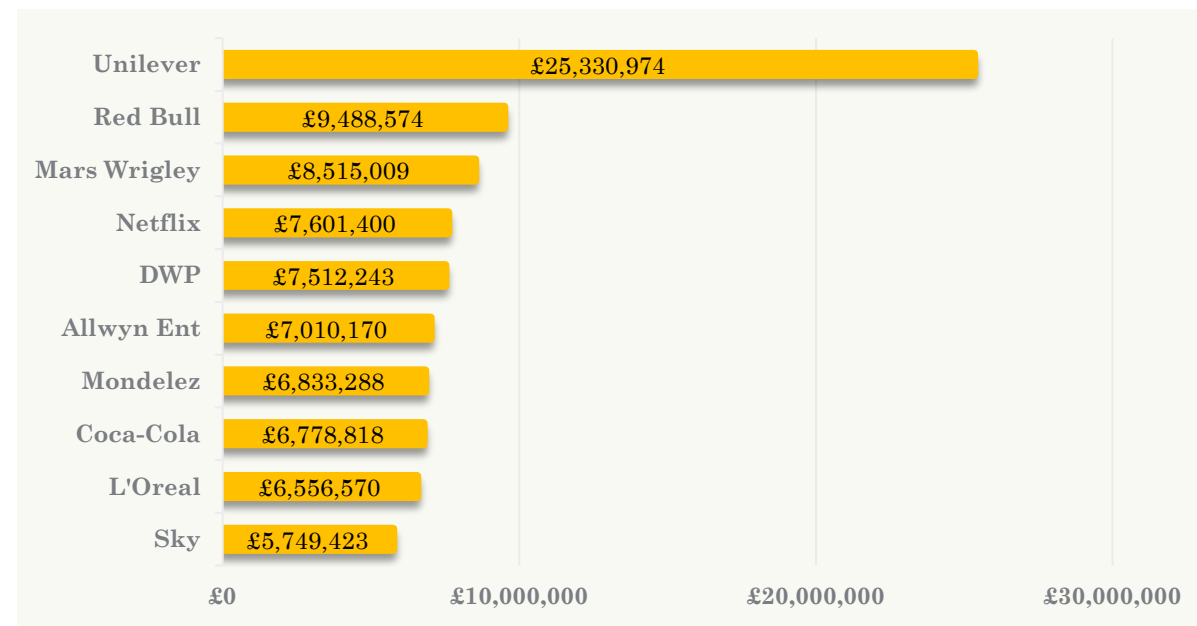 Unilever £25,330,974
Red Bull £9,488,574
Mars Wrigley £8,515,009
Netflix £7,601,400
DWP £7,512,243
Allwyn Ent £7,010,170
Mondelez £6,833,288
Coca-Cola £6,778,818
L'Oreal £6,556,570
Sky £5,749,423
£0 £10,000,000 £20,000,000 £30,000,000